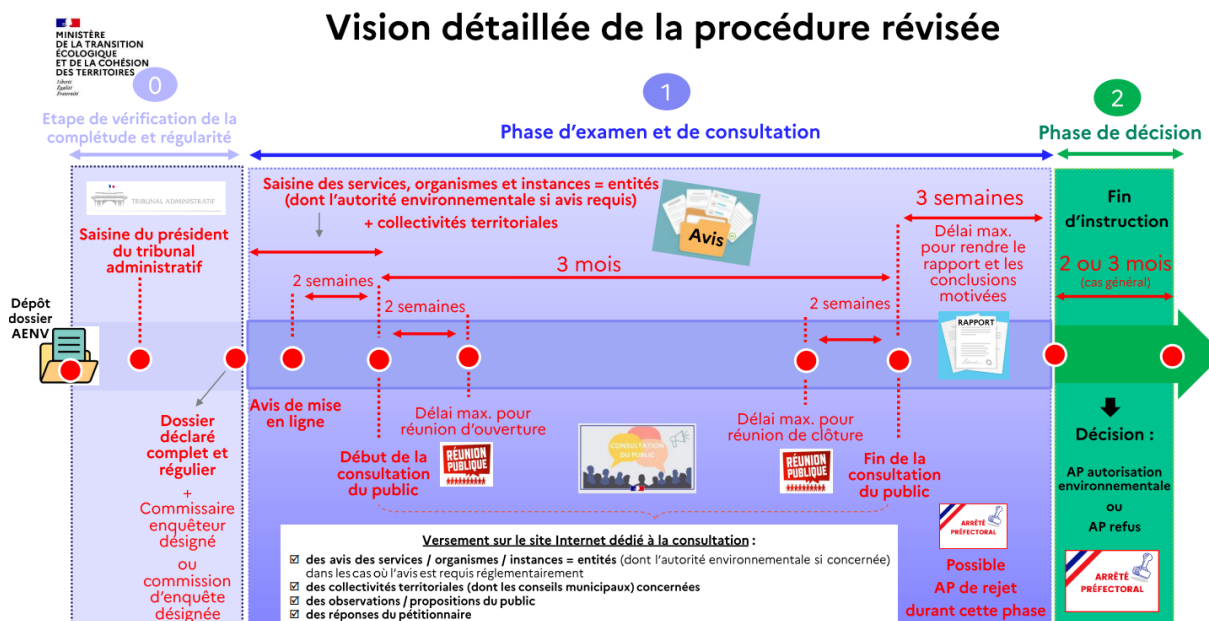 Vision détaillée de la procédure révisée
MINISTÈRE
DE LA TRANSITION
ÉCOLOGIQUE
ET DE LA COHÉSION
DES TERRITOIRES
Liberté
Égalité
Fraternité
0
Etape de vérification de la
complétude et régularité
1
Phase d'examen et de consultation
2
Phase de décision
TRIBUNAL ADMINISTRATIF
Saisine du président
du tribunal
administratif
Dépôt
dossier
AENV
Dossier
déclaré
complet et
régulier
+
Commissaire
enquêteur
désigné
ou
commission
d'enquête
désignée
Saisine des services, organismes et instances = entités
(dont l'autorité environnementale si avis requis)
+ collectivités territoriales
Avis
2 semaines
3 mois
2 semaines
2 semaines
3 semaines
Délai max.
pour rendre le
rapport et les
conclusions
motivées
RAPPORT
Avis de mise
en ligne
Début de la
consultation
du public
Délai max. pour
réunion d'ouverture
RÉUNION
PUBLIQUE
CONSULTATION
DU PUBLIC
Délai max. pour
réunion de clôture
RÉUNION
PUBLIQUE
Fin de la
consultation
du public
Versement sur le site Internet dédié à la consultation :
des avis des services / organismes / instances = entités (dont l'autorité environnementale si concernée)
dans les cas où l'avis est requis réglementairement
des collectivités territoriales (dont les conseils municipaux) concernées
des observations / propositions du public
des réponses du pétitionnaire
ARRÊTÉ
PRÉFECTORAL
Possible
AP de rejet
durant cette phase
Fin
d'instruction
2 ou 3 mois
(cas général)
Décision :
AP autorisation
environnementale
ou
AP refus
ARRÊTÉ
PRÉFECTORAL